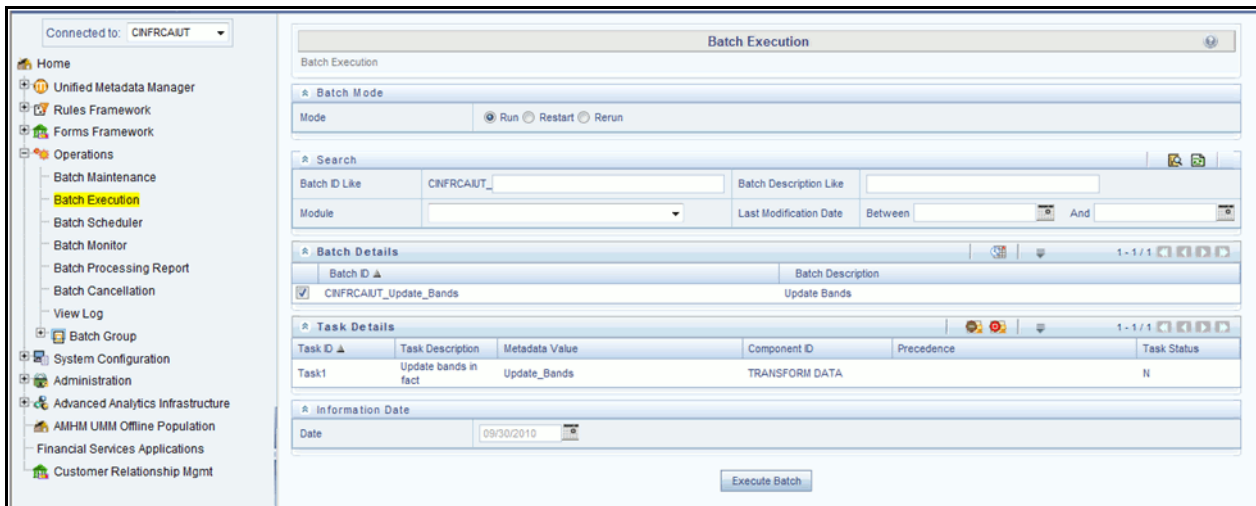 Connected to: CINFRCAIUT
Home
Unified Metadata Manager
Rules Framework
Forms Framework
Operations
Batch Maintenance
Batch Execution
Batch Scheduler
Batch Monitor
Batch Processing Report
Batch Cancellation
View Log
Batch Group
System Configuration
Administration
Advanced Analytics Infrastructure
AMHM UMM Offline Population
Financial Services Applications
Customer Relationship Mgmt
Batch Execution
Batch Execution
Batch Mode
Mode Run Restart Rerun
Search
Batch ID Like CINFRCAIUT_ Batch Description Like
Module Last Modification Date Between And
Batch Details 1 - 1 / 1
Batch ID Batch Description
CINFRCAIUT_Update_Bands Update Bands
Task Details 1 - 1 / 1
Task ID Task Description Metadata Value Component ID Precedence Task Status
Task1 Update bands in fact Update_Bands TRANSFORM DATA N
Information Date
Date 09/30/2010
Execute Batch